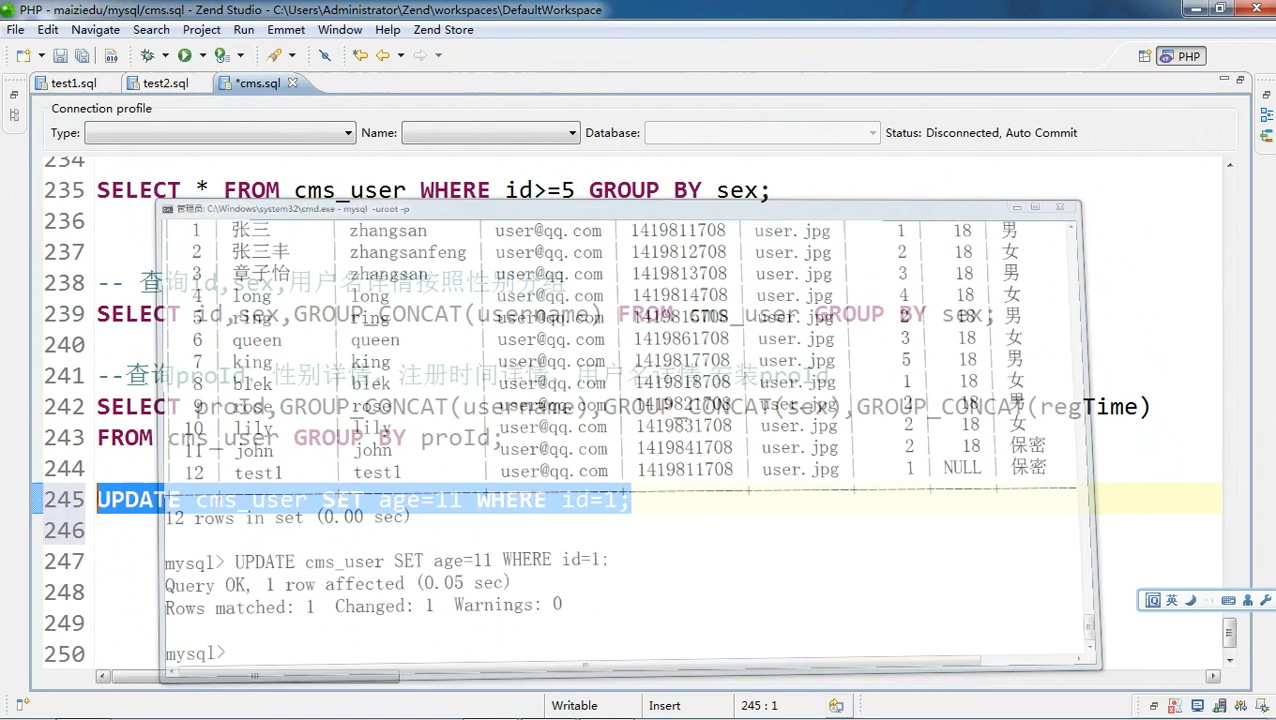 PHP - maiziedu/mysql/cms.sql - Zend Studio - C:\Users\Administrator\Zend\workspaces\DefaultWorkspace
File Edit Navigate Search Project Run Emmet Window Help Zend Store
PHP
test1.sql test2.sql *cms.sql
Connection profile
Type: Name: Database: Status: Disconnected, Auto Commit
234
235 SELECT * FROM cms_user WHERE id>=5 GROUP BY sex;
236
237
238 -- 查询id,sex,用户名详情按照性别分组
239 SELECT id,sex,GROUP_CONCAT(username) FROM cms_user GROUP BY sex;
240
241 --查询proId,性别详情,注册时间详情,用户名详情 按装proId
242 SELECT proId,GROUP_CONCAT(username),GROUP_CONCAT(sex),GROUP_CONCAT(regTime)
243 FROM cms_user GROUP BY proId;
244
245 UPDATE cms_user SET age=11 WHERE id=1;
246
247
248
249
250
管理员: C:\Windows\system32\cmd.exe - mysql -uroot -p
| 1 | 张三 | zhangsan | user@qq.com | 1419811708 | user.jpg | 1 | 18 | 男
| 2 | 张三丰 | zhangsanfeng | user@qq.com | 1419812708 | user.jpg | 2 | 18 | 女
| 3 | 章子怡 | zhangsan | user@qq.com | 1419813708 | user.jpg | 3 | 18 | 男
| 4 | long | long | user@qq.com | 1419814708 | user.jpg | 4 | 18 | 女
| 5 | ring | ring | user@qq.com | 1419815708 | user.jpg | 2 | 18 | 男
| 6 | queen | queen | user@qq.com | 1419861708 | user.jpg | 3 | 18 | 女
| 7 | king | king | user@qq.com | 1419817708 | user.jpg | 5 | 18 | 男
| 8 | blek | blek | user@qq.com | 1419818708 | user.jpg | 1 | 18 | 女
| 9 | rose | rose | user@qq.com | 1419821708 | user.jpg | 2 | 18 | 男
| 10 | lily | lily | user@qq.com | 1419831708 | user.jpg | 2 | 18 | 女
| 11 | john | john | user@qq.com | 1419841708 | user.jpg | 2 | 18 | 保密
| 12 | test1 | test1 | user@qq.com | 1419811708 | user.jpg | 1 | NULL | 保密
12 rows in set (0.00 sec)
mysql> UPDATE cms_user SET age=11 WHERE id=1;
Query OK, 1 row affected (0.05 sec)
Rows matched: 1 Changed: 1 Warnings: 0
mysql>
英
Writable Insert 245 : 1